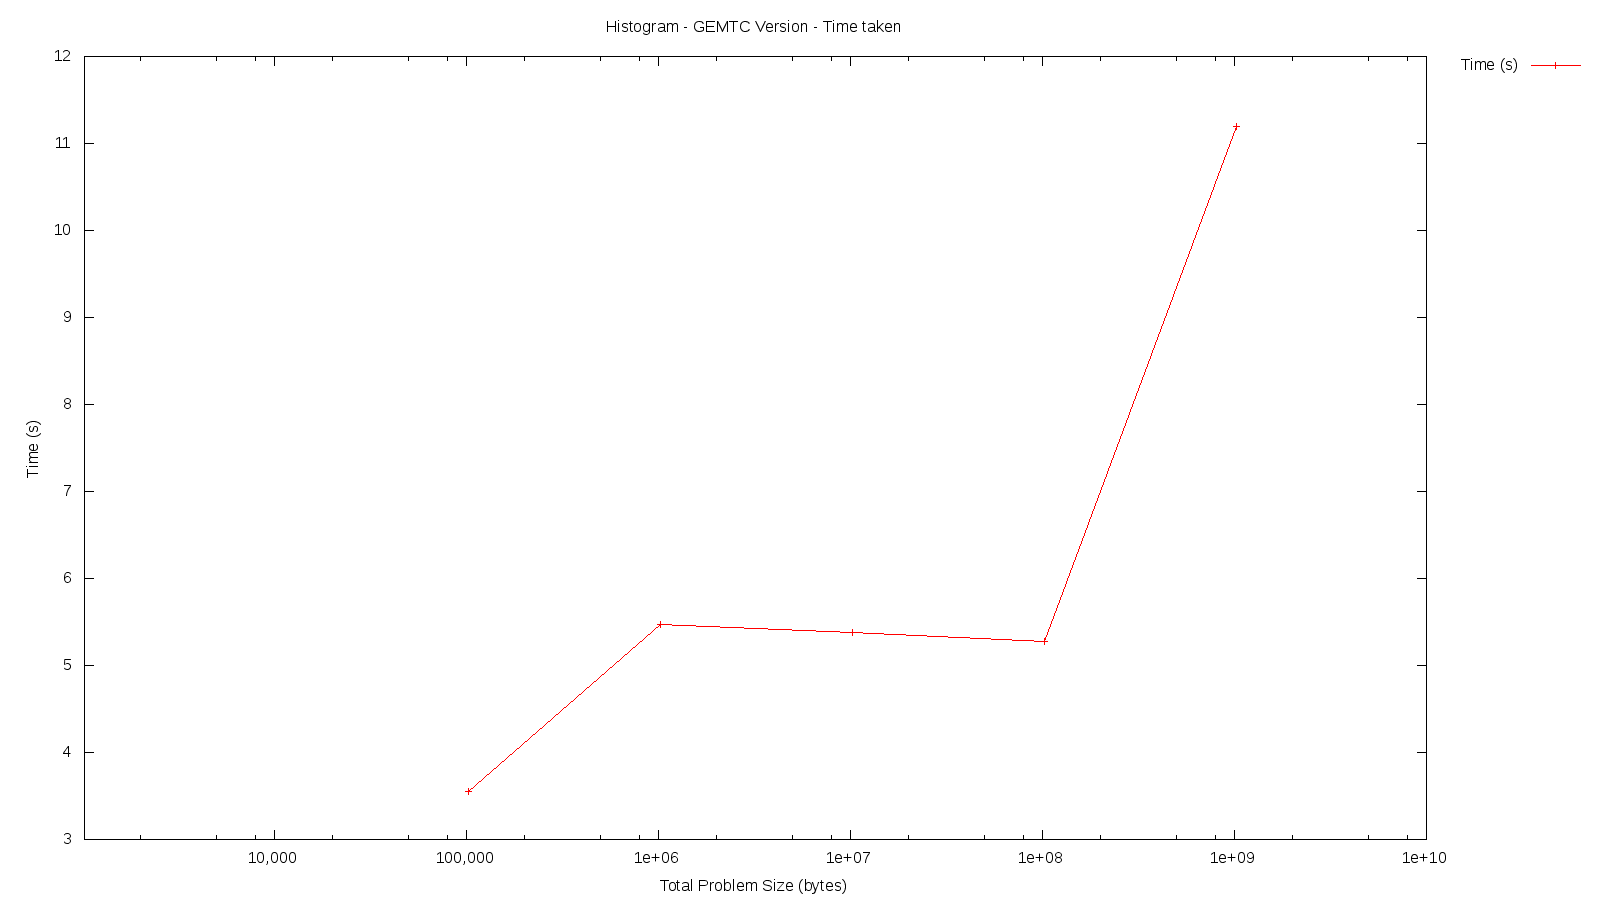 Histogram - GEMTC Version - Time taken
Time (s)
12
11
10
9
8
7
6
5
4
3
Time (s)
10,000
100,000
1e+06
1e+07
1e+08
1e+09
1e+10
Total Problem Size (bytes)